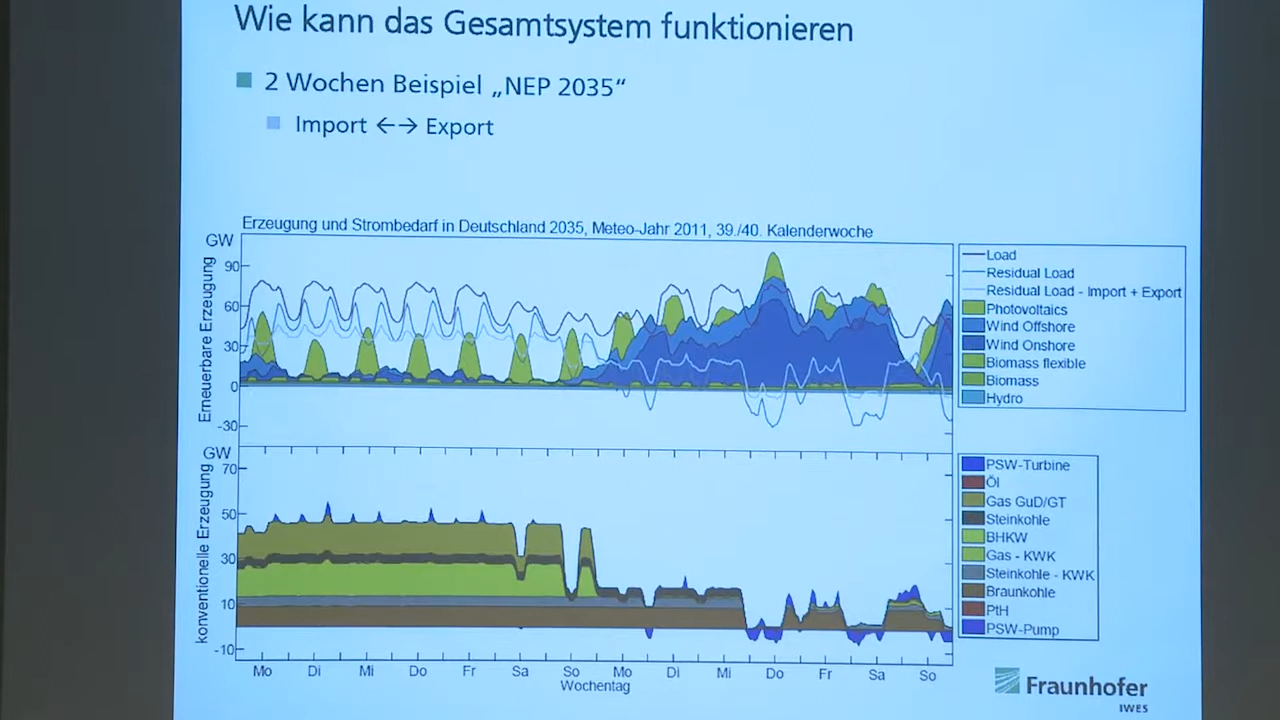 Wie kann das Gesamtsystem funktionieren
2 Wochen Beispiel „NEP 2035“
Import ←→ Export
Erzeugung und Strombedarf in Deutschland 2035, Meteo-Jahr 2011, 39./40. Kalenderwoche
GW
90
60
30
0
-30
Erneuerbare Erzeugung
Load
Residual Load
Residual Load - Import + Export
Photovoltaics
Wind Offshore
Wind Onshore
Biomass flexible
Biomass
Hydro
GW
70
50
30
10
-10
konventionelle Erzeugung
PSW-Turbine
Öl
Gas GuD/GT
Steinkohle
BHKW
Gas - KWK
Steinkohle - KWK
Braunkohle
PtH
PSW-Pump
Mo Di Mi Do Fr Sa So Mo Di Mi Do Fr Sa So
Wochentag
Fraunhofer
IWES